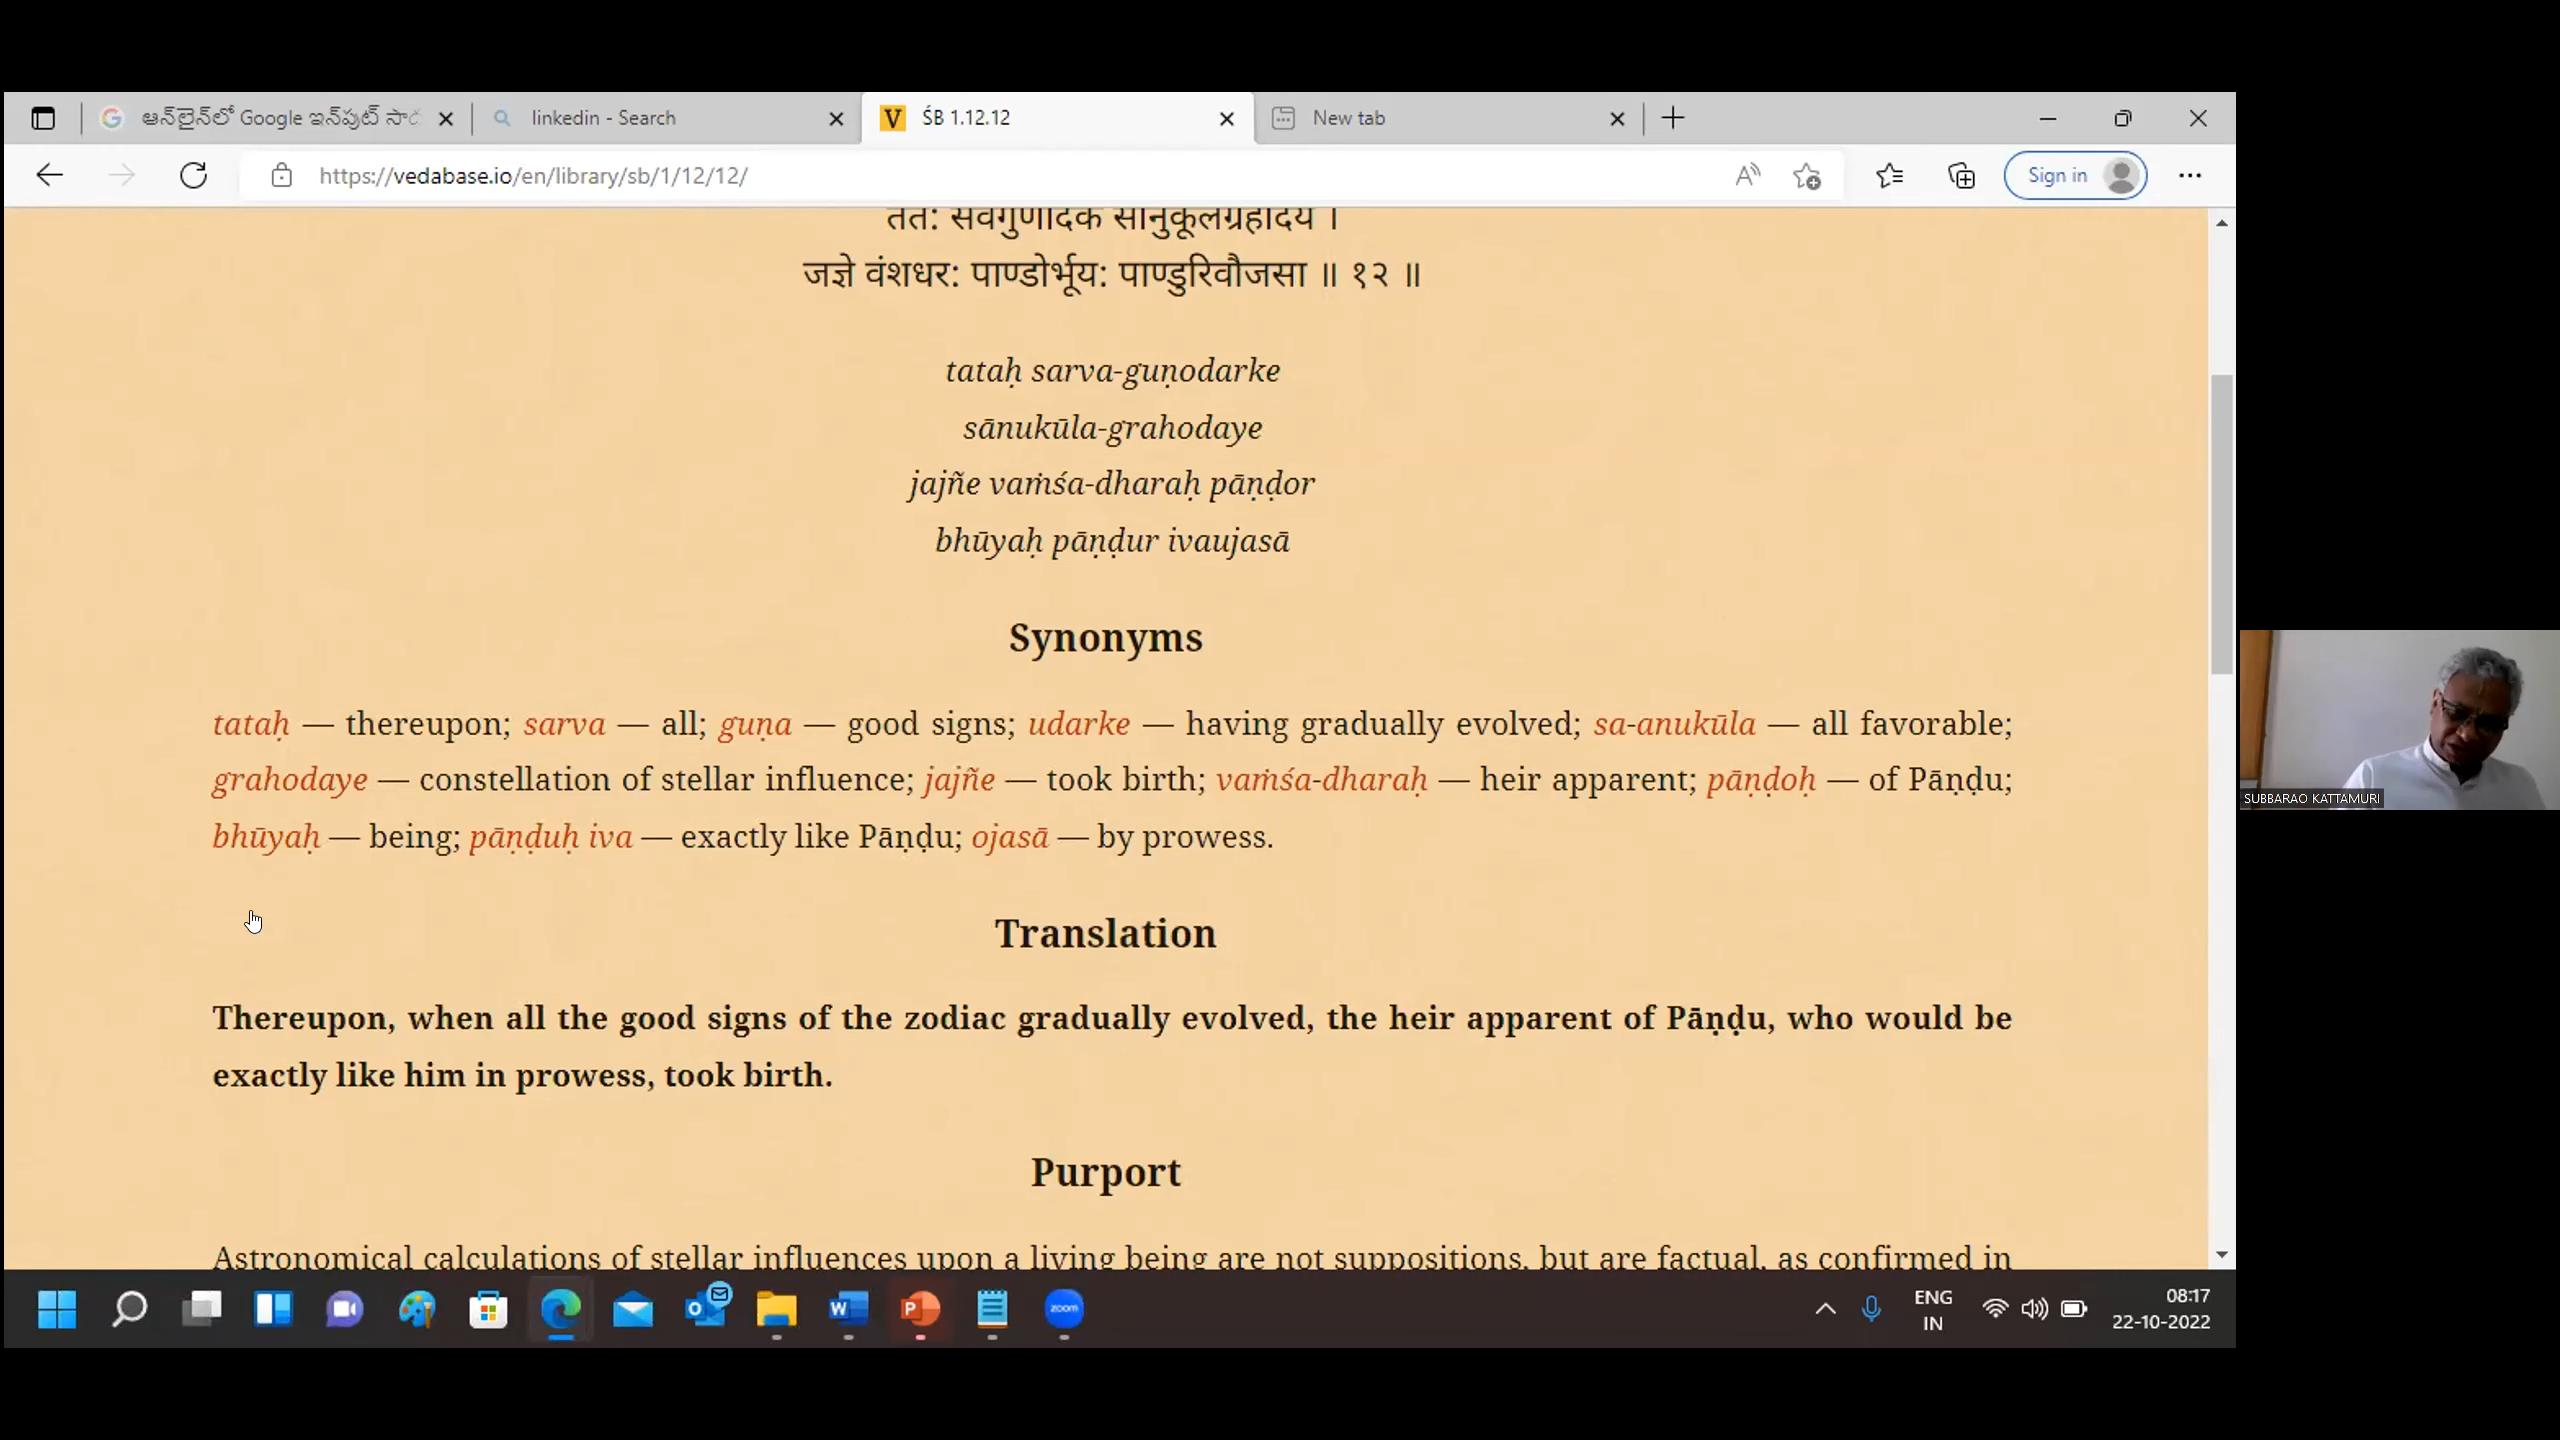 ఆన్‌లైన్‌లో Google ఇన్‌పుట్ సా
linkedin - Search
ŚB 1.12.12
New tab
https://vedabase.io/en/library/sb/1/12/12/
Sign in
जज्ञे वंशधर: पाण्डोर्भूय: पाण्डुरिवौजसा ॥ १२ ॥
tataḥ sarva-guṇodarke
sānukūla-grahodaye
jajñe vaṁśa-dharaḥ pāṇḍor
bhūyaḥ pāṇḍur ivaujasā
Synonyms
tataḥ — thereupon; sarva — all; guṇa — good signs; udarke — having gradually evolved; sa-anukūla — all favorable;
grahodaye — constellation of stellar influence; jajñe — took birth; vaṁśa-dharaḥ — heir apparent; pāṇḍoḥ — of Pāṇḍu;
bhūyaḥ — being; pāṇḍuḥ iva — exactly like Pāṇḍu; ojasā — by prowess.
Translation
Thereupon, when all the good signs of the zodiac gradually evolved, the heir apparent of Pāṇḍu, who would be
exactly like him in prowess, took birth.
Purport
Astronomical calculations of stellar influences upon a living being are not suppositions, but are factual, as confirmed in
SUBBARAO KATTAMURI
zoom
ENG
IN
08:17
22-10-2022